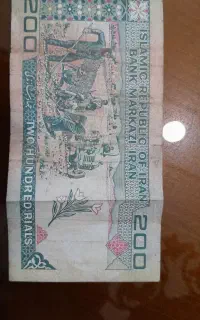 ISLAMIC REPUBLIC OF IRAN
BANK MARKAZI IRAN
200
200
TWO HUNDRED RIALS